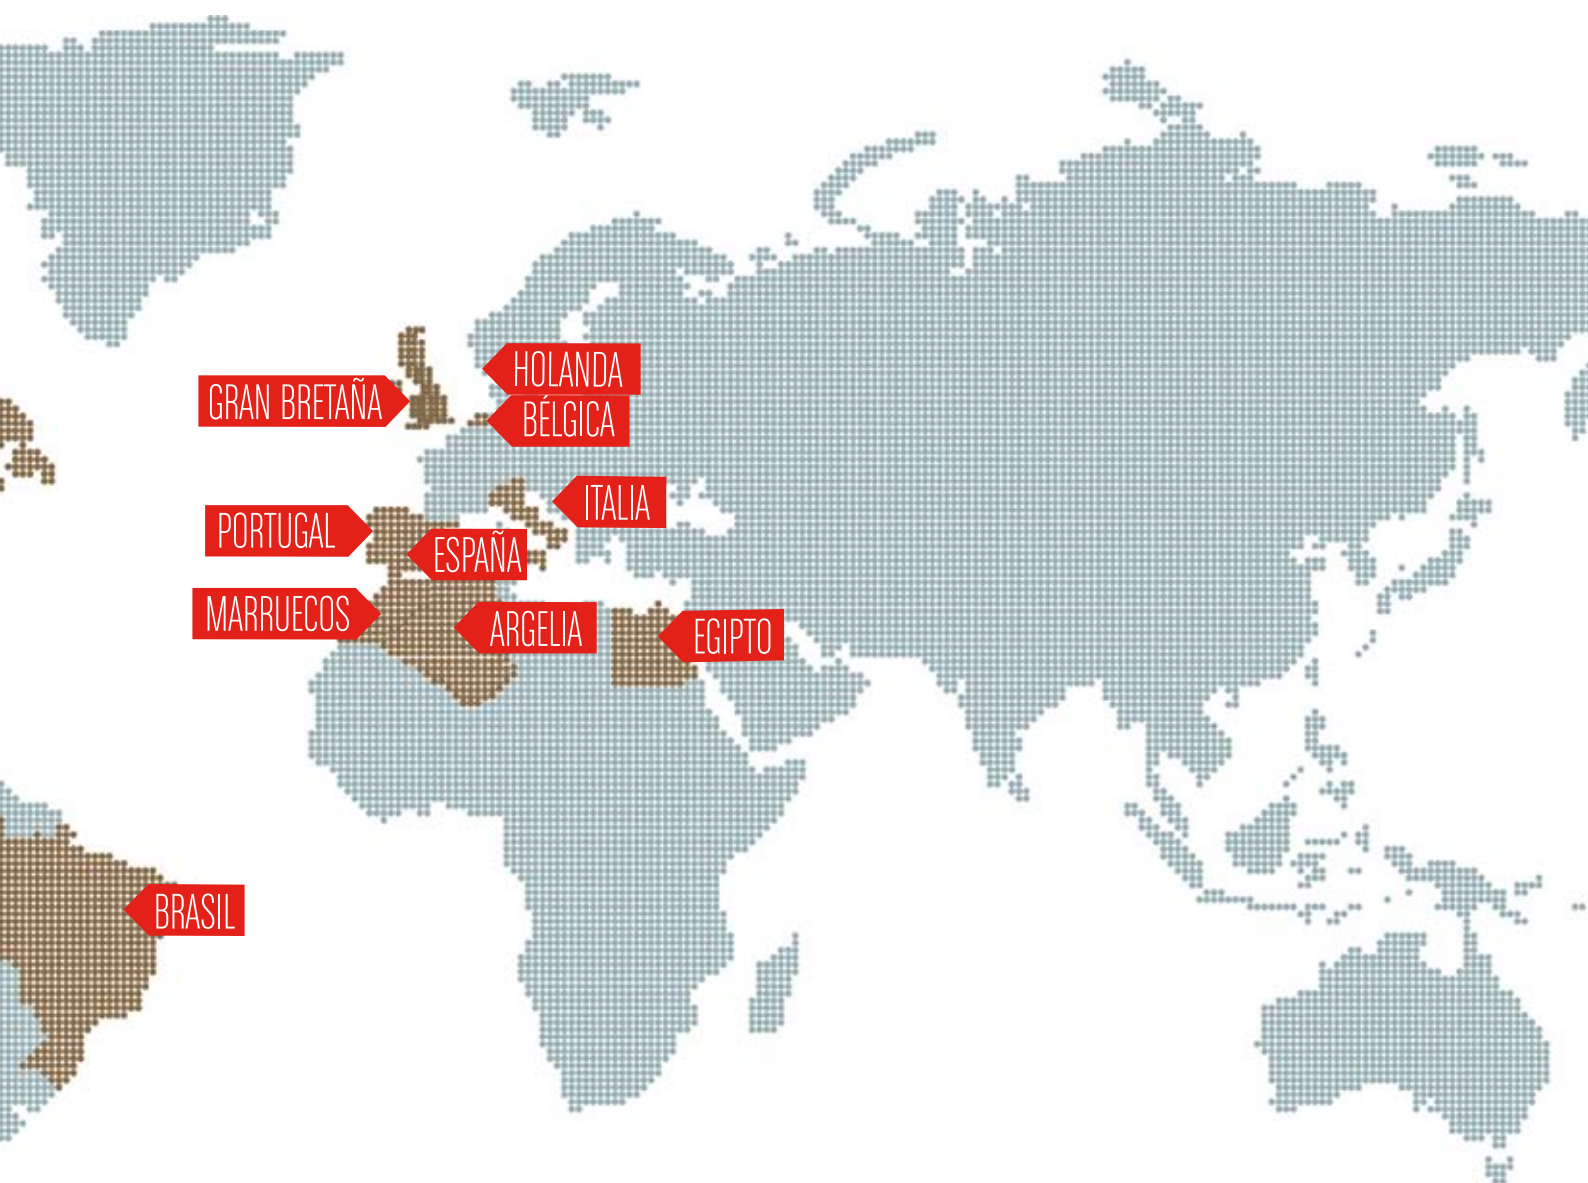 HOLANDA
GRAN BRETAÑA
BÉLGICA
ITALIA
PORTUGAL
ESPAÑA
MARRUECOS
ARGELIA
EGIPTO
BRASIL